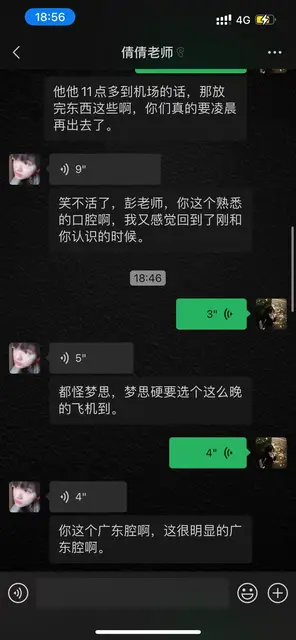 18:56
4G
倩倩老师
他他11点多到机场的话，那放
完东西这些啊，你们真的要凌晨
再出去了。
9"
笑不活了，彭老师，你这个熟悉
的口腔啊，我又感觉回到了刚和
你认识的时候。
18:46
3"
5"
都怪梦思，梦思硬要选个这么晚
的飞机到。
4"
4"
你这个广东腔啊，这很明显的广
东腔啊。